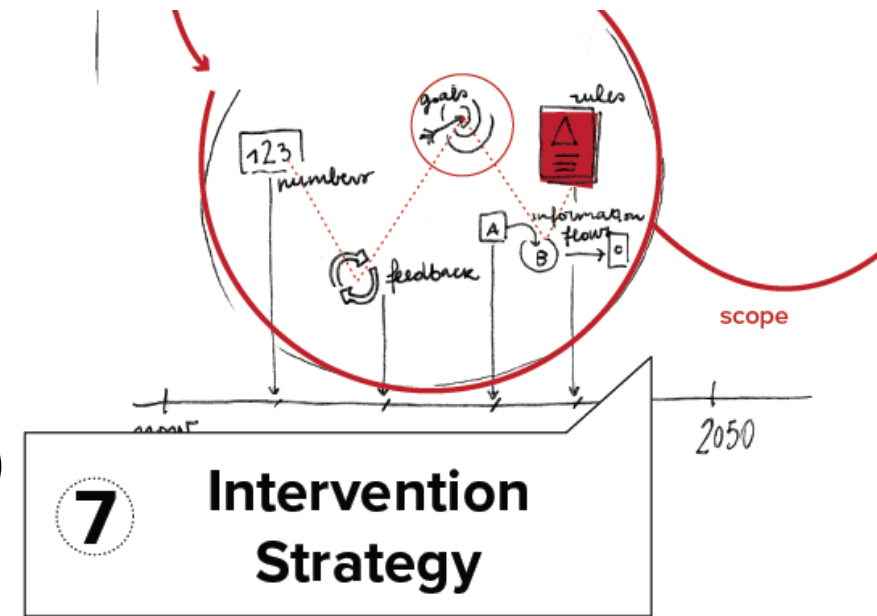 goals
rules
123
numbers
information
flows
A
B
C
feedback
scope
2050
7
Intervention
Strategy